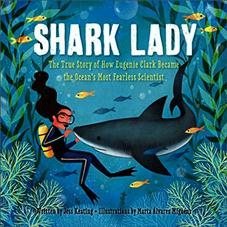 SHARK LADY
The True Story of How Eugenie Clark Became
the Ocean's Most Fearless Scientist
Written by Jess Keating Illustrations by Marta Álvarez Miguéns